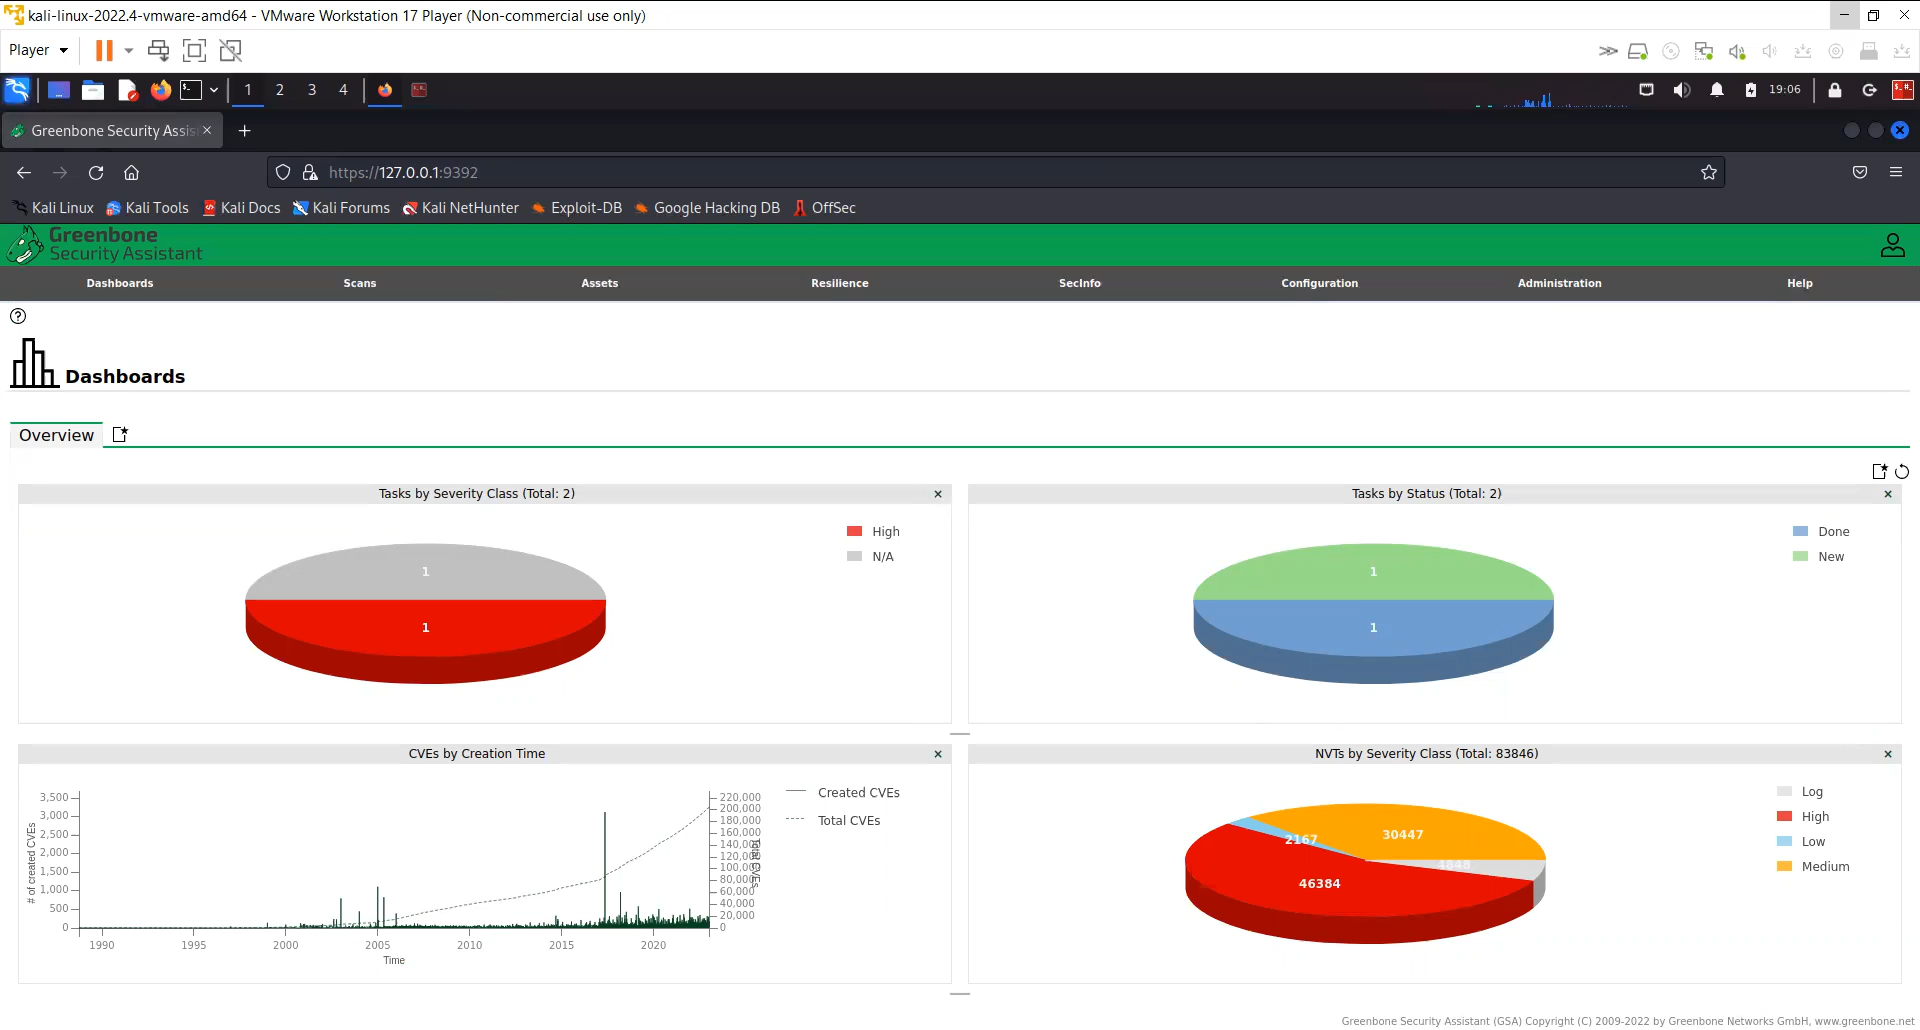 kali-linux-2022.4-vmware-amd64 - VMware Workstation 17 Player (Non-commercial use only)
Player
1 2 3 4
19:06
Greenbone Security Assis
https://127.0.0.1:9392
Kali Linux Kali Tools Kali Docs Kali Forums Kali NetHunter Exploit-DB Google Hacking DB OffSec
Greenbone
Security Assistant
Dashboards Scans Assets Resilience SecInfo Configuration Administration Help
Dashboards
Overview
Tasks by Severity Class (Total: 2)
High
N/A
1
1
Tasks by Status (Total: 2)
Done
New
1
1
CVEs by Creation Time
Created CVEs
Total CVEs
# of created CVEs
3,500
3,000
2,500
2,000
1,500
1,000
500
0
220,000
200,000
180,000
160,000
140,000
120,000
100,000
80,000
60,000
40,000
20,000
0
Total CVEs
1990 1995 2000 2005 2010 2015 2020
Time
NVTs by Severity Class (Total: 83846)
Log
High
Low
Medium
30447
2167
4848
46384
Greenbone Security Assistant (GSA) Copyright (C) 2009-2022 by Greenbone Networks GmbH, www.greenbone.net